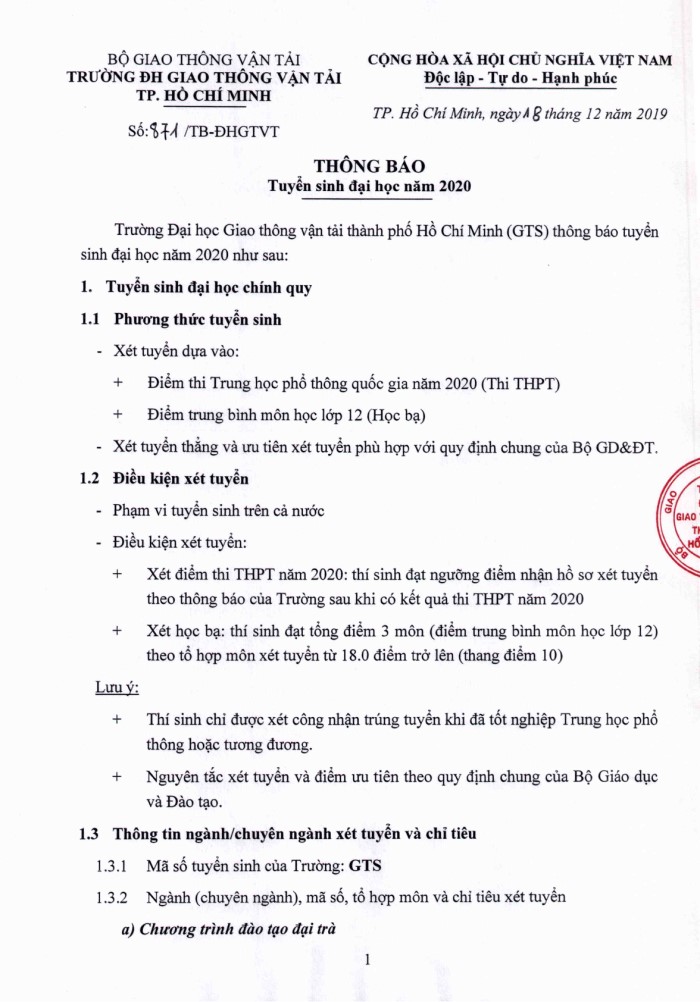 BỘ GIAO THÔNG VẬN TẢI
TRƯỜNG ĐH GIAO THÔNG VẬN TẢI
TP. HỒ CHÍ MINH
Số:871/TB-ĐHGTVT
CỘNG HÒA XÃ HỘI CHỦ NGHĨA VIỆT NAM
Độc lập - Tự do - Hạnh phúc
TP. Hồ Chí Minh, ngày 18 tháng 12 năm 2019
THÔNG BÁO
Tuyển sinh đại học năm 2020
Trường Đại học Giao thông vận tải thành phố Hồ Chí Minh (GTS) thông báo tuyển
sinh đại học năm 2020 như sau:
1. Tuyển sinh đại học chính quy
1.1 Phương thức tuyển sinh
- Xét tuyển dựa vào:
+ Điểm thi Trung học phổ thông quốc gia năm 2020 (Thi THPT)
+ Điểm trung bình môn học lớp 12 (Học bạ)
- Xét tuyển thẳng và ưu tiên xét tuyển phù hợp với quy định chung của Bộ GD&ĐT.
1.2 Điều kiện xét tuyển
- Phạm vi tuyển sinh trên cả nước
- Điều kiện xét tuyển:
+ Xét điểm thi THPT năm 2020: thí sinh đạt ngưỡng điểm nhận hồ sơ xét tuyển
theo thông báo của Trường sau khi có kết quả thi THPT năm 2020
+ Xét học bạ: thí sinh đạt tổng điểm 3 môn (điểm trung bình môn học lớp 12)
theo tổ hợp môn xét tuyển từ 18.0 điểm trở lên (thang điểm 10)
Lưu ý:
+ Thí sinh chỉ được xét công nhận trúng tuyển khi đã tốt nghiệp Trung học phổ
thông hoặc tương đương.
+ Nguyên tắc xét tuyển và điểm ưu tiên theo quy định chung của Bộ Giáo dục
và Đào tạo.
1.3 Thông tin ngành/chuyên ngành xét tuyển và chỉ tiêu
1.3.1 Mã số tuyển sinh của Trường: GTS
1.3.2 Ngành (chuyên ngành), mã số, tổ hợp môn và chỉ tiêu xét tuyển
a) Chương trình đào tạo đại trà
1
BỘ GIAO
GIAO